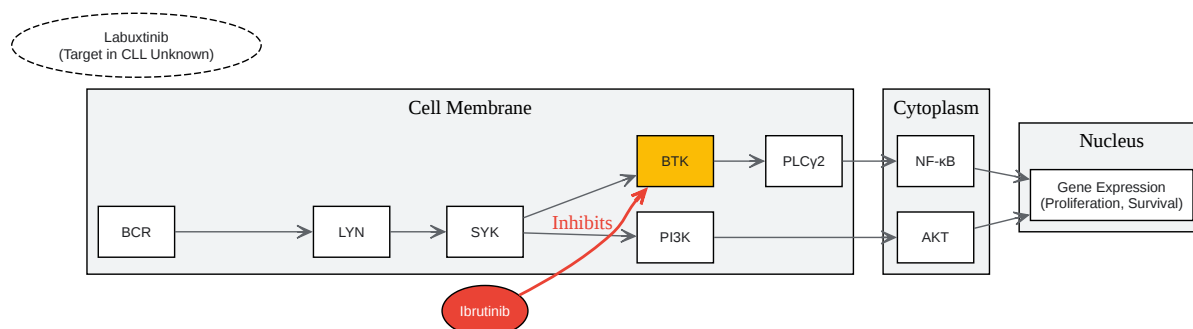 Labuxtinib
(Target in CLL Unknown)
Cell Membrane
Cytoplasm
Nucleus
BTK
PLCγ2
NF-κB
Gene Expression
(Proliferation, Survival)
BCR
LYN
SYK
Inhibits
PI3K
AKT
Ibrutinib